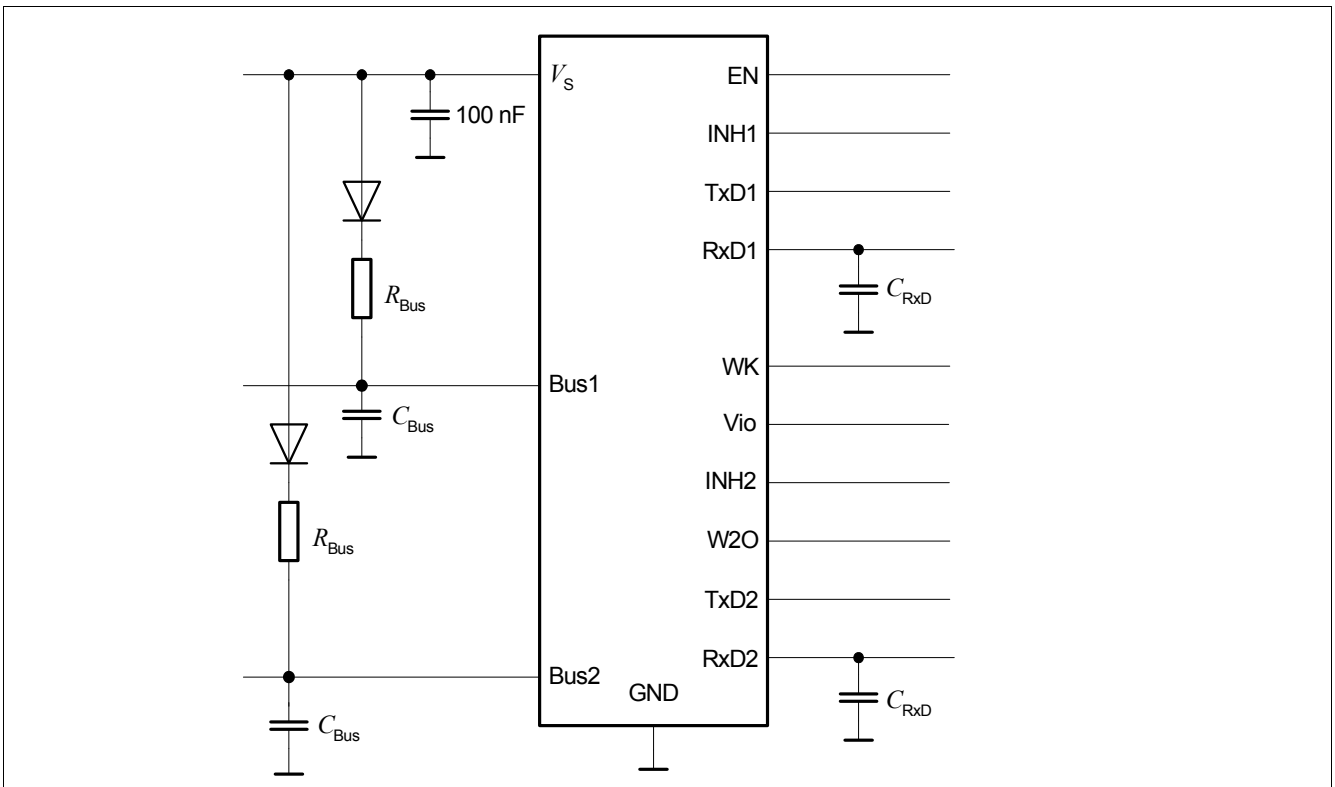 V_S
EN
100 nF
INH1
TxD1
RxD1
R_Bus
C_RxD
WK
Bus1
C_Bus
Vio
INH2
R_Bus
W2O
TxD2
RxD2
Bus2
GND
C_RxD
C_Bus